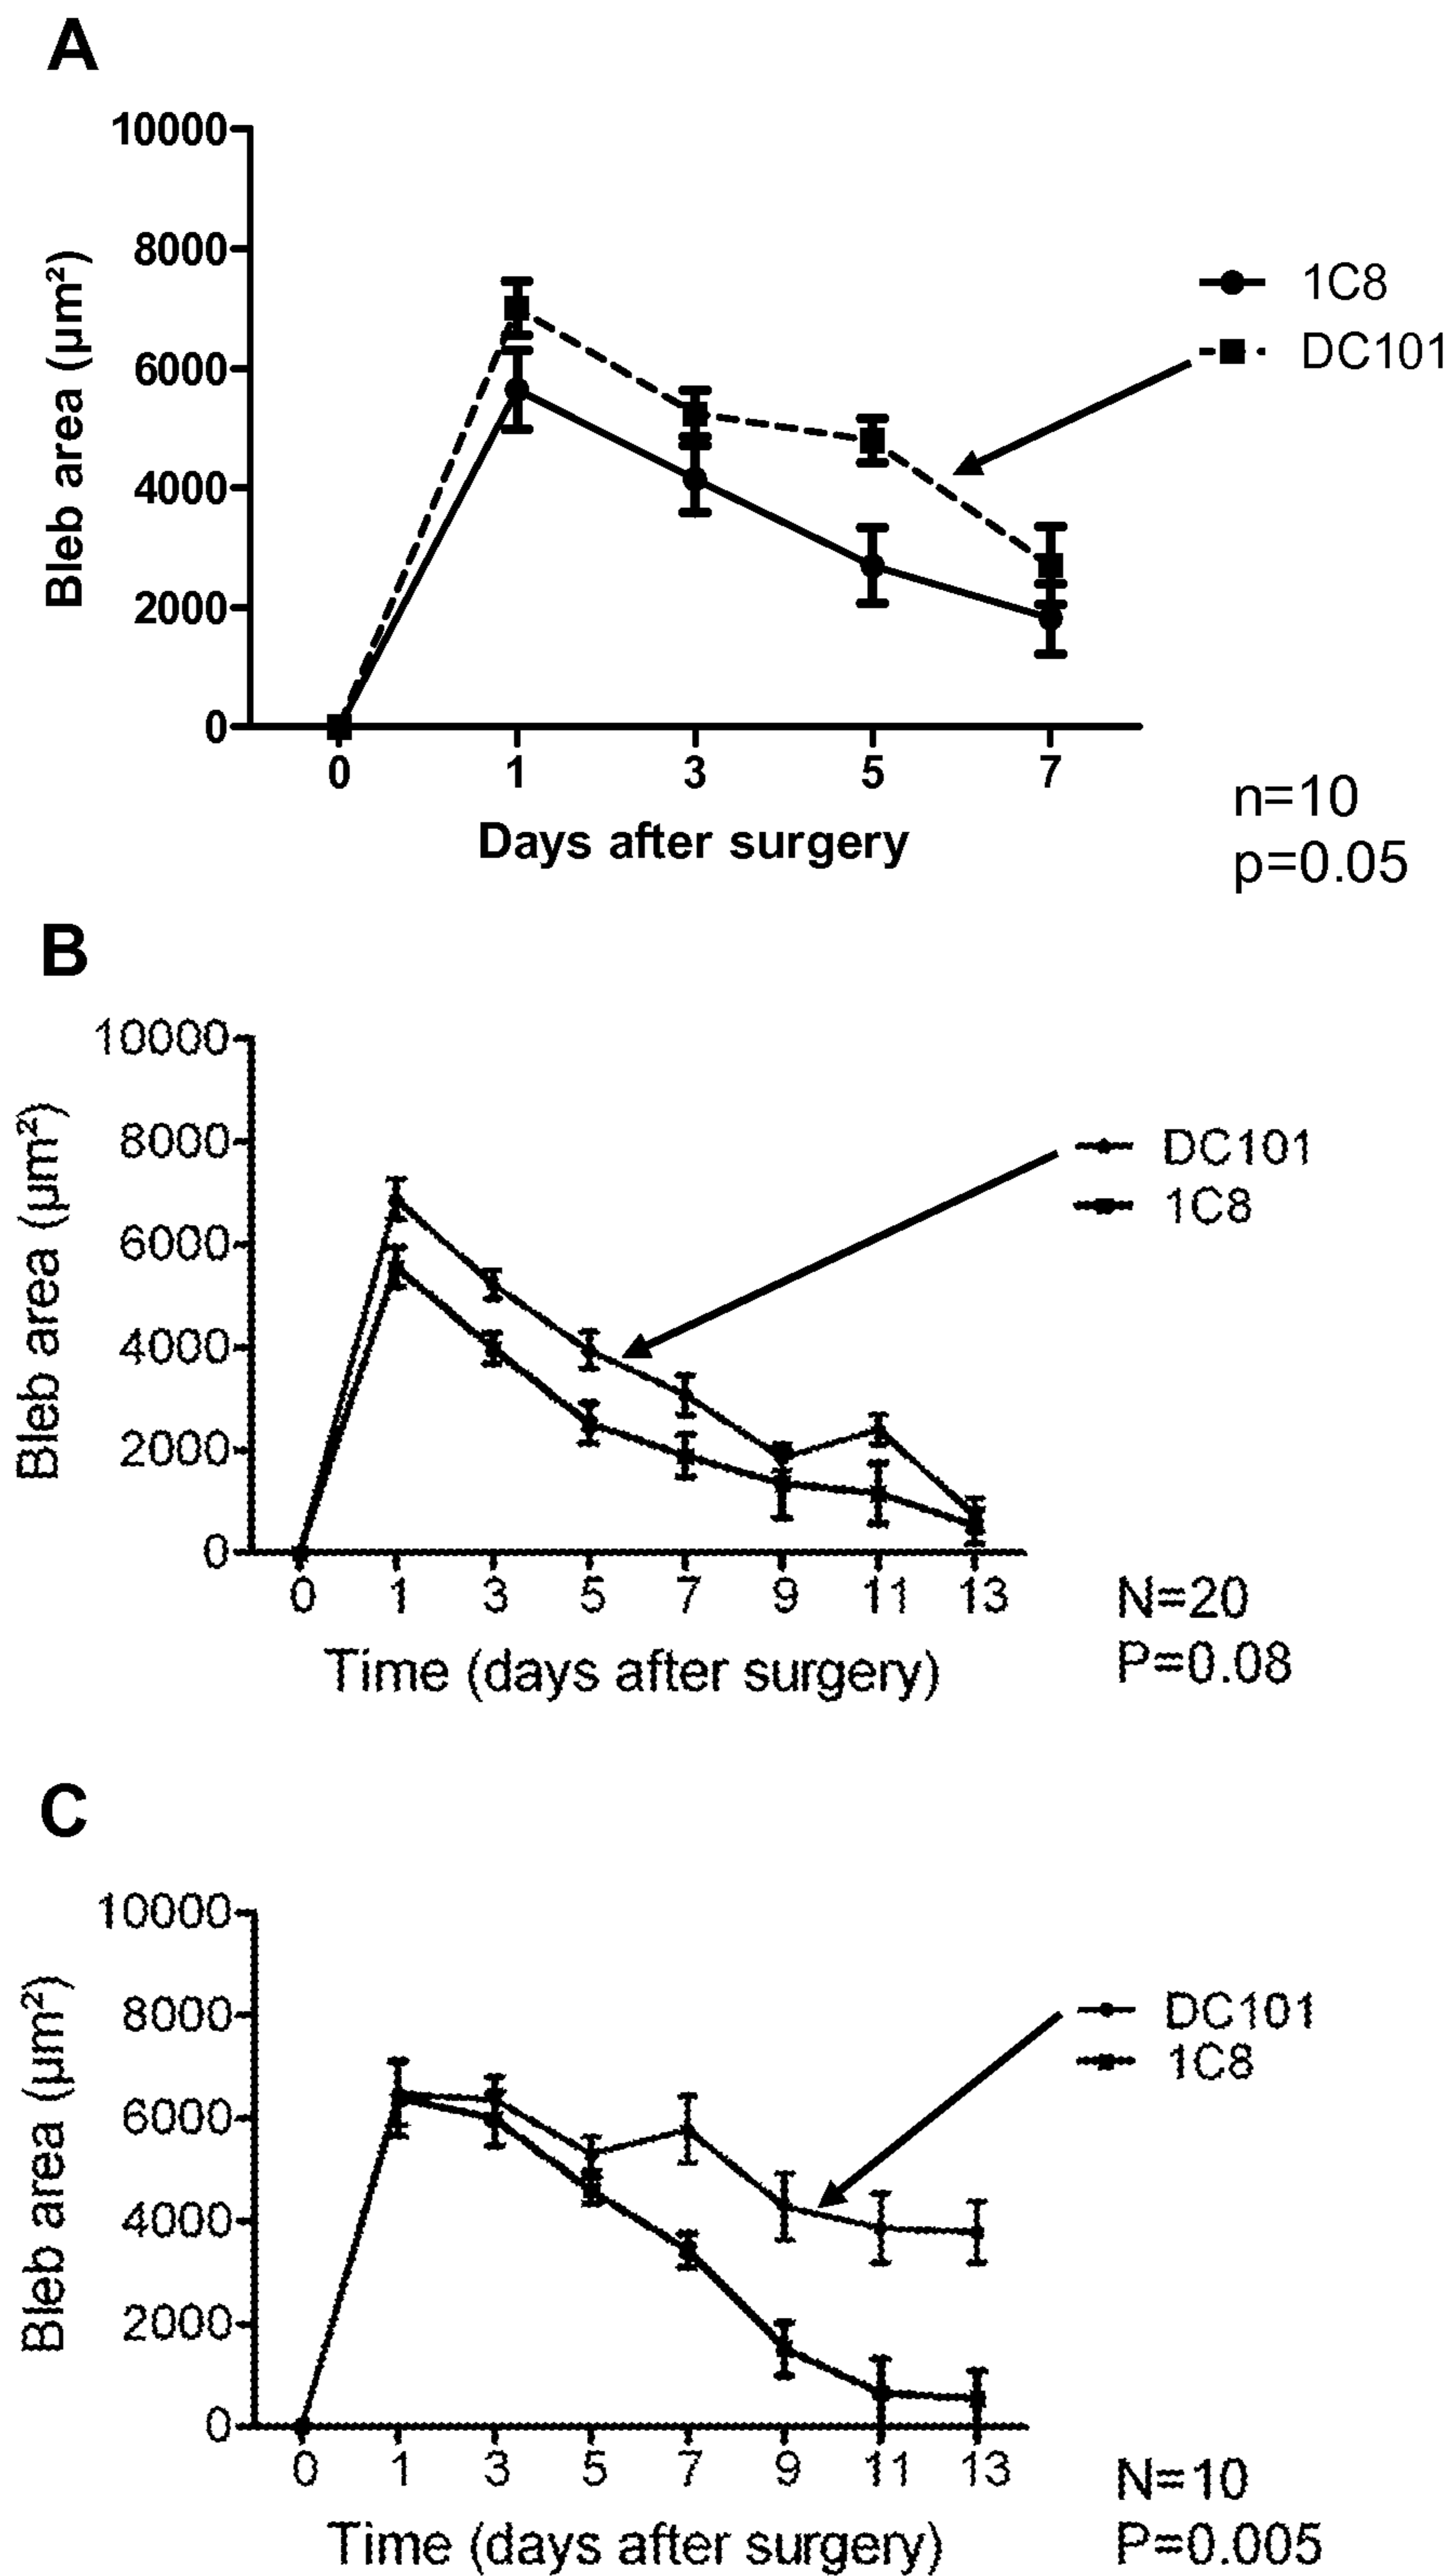 A
10000
8000
6000
4000
2000
0
Bleb area (µm²)
0 1 3 5 7
Days after surgery
1C8
DC101
n=10
p=0.05
B
10000
8000
6000
4000
2000
0
Bleb area (µm²)
0 1 3 5 7 9 11 13
Time (days after surgery)
DC101
1C8
N=20
P=0.08
C
10000
8000
6000
4000
2000
0
Bleb area (µm²)
0 1 3 5 7 9 11 13
Time (days after surgery)
DC101
1C8
N=10
P=0.005